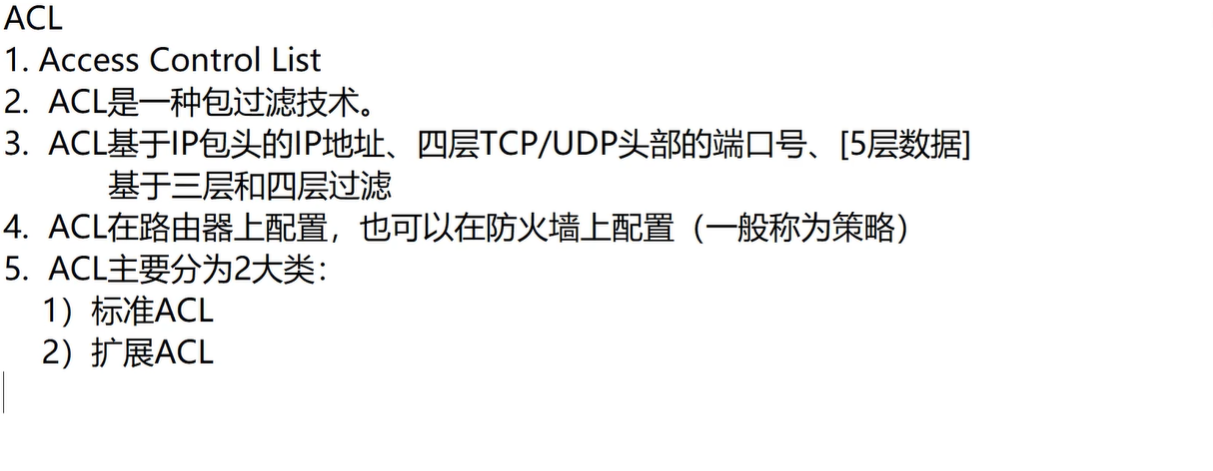 ACL
1. Access Control List
2. ACL是一种包过滤技术。
3. ACL基于IP包头的IP地址、四层TCP/UDP头部的端口号、[5层数据]
基于三层和四层过滤
4. ACL在路由器上配置，也可以在防火墙上配置（一般称为策略）
5. ACL主要分为2大类：
1）标准ACL
2）扩展ACL